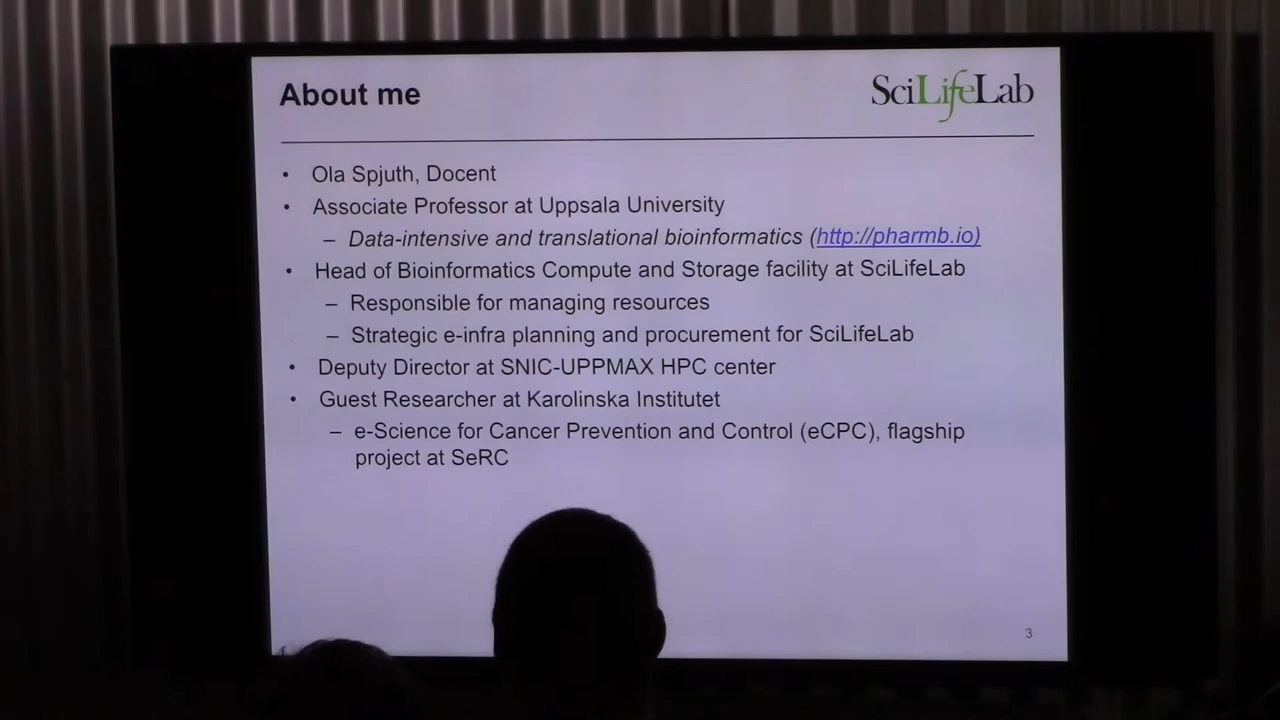 About me
SciLifeLab
• Ola Spjuth, Docent
• Associate Professor at Uppsala University
– Data-intensive and translational bioinformatics (http://pharmb.io)
• Head of Bioinformatics Compute and Storage facility at SciLifeLab
– Responsible for managing resources
– Strategic e-infra planning and procurement for SciLifeLab
• Deputy Director at SNIC-UPPMAX HPC center
• Guest Researcher at Karolinska Institutet
– e-Science for Cancer Prevention and Control (eCPC), flagship
project at SeRC
3